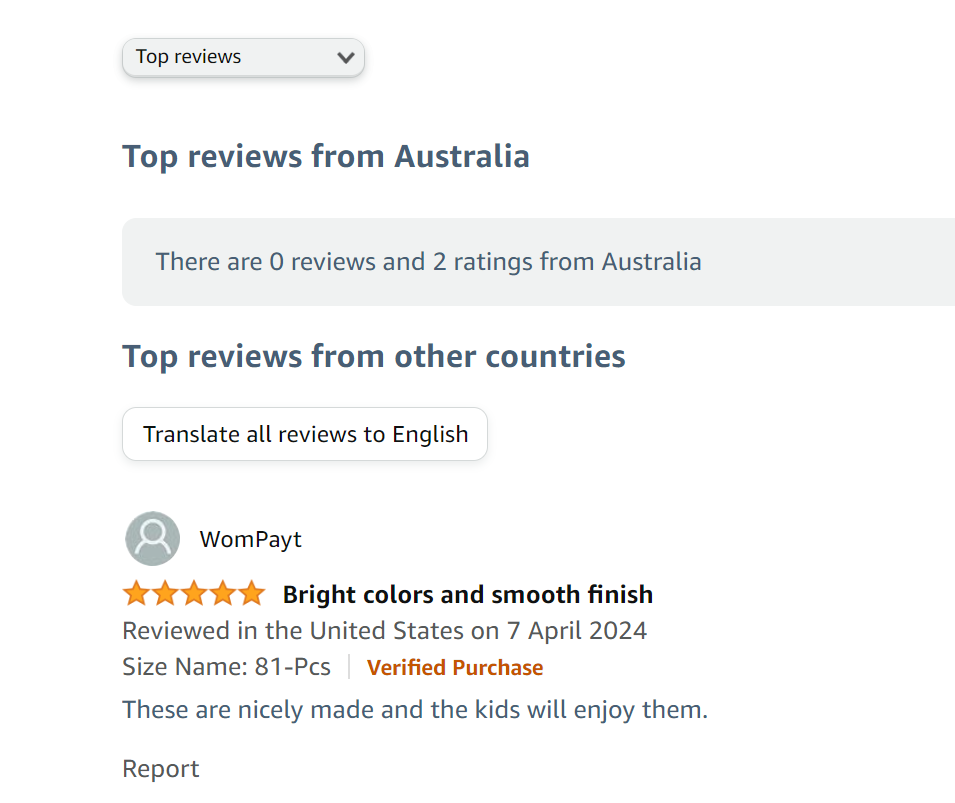 Top reviews
Top reviews from Australia
There are 0 reviews and 2 ratings from Australia
Top reviews from other countries
Translate all reviews to English
WomPayt
Bright colors and smooth finish
Reviewed in the United States on 7 April 2024
Size Name: 81-Pcs Verified Purchase
These are nicely made and the kids will enjoy them.
Report